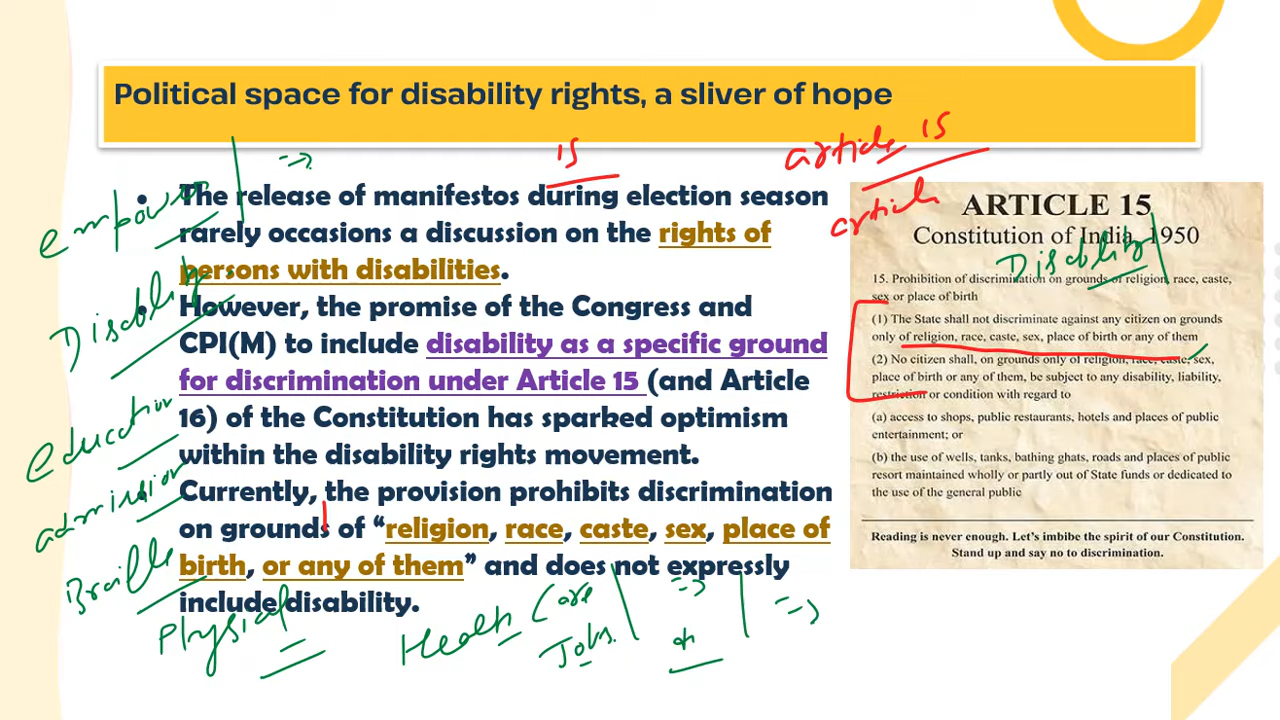 Political space for disability rights, a sliver of hope
15
article 15
article
• The release of manifestos during election season
rarely occasions a discussion on the rights of
persons with disabilities.
• However, the promise of the Congress and
CPI(M) to include disability as a specific ground
for discrimination under Article 15 (and Article
16) of the Constitution has sparked optimism
within the disability rights movement.
• Currently, the provision prohibits discrimination
on grounds of “religion, race, caste, sex, place of
birth, or any of them” and does not expressly
include disability.
empower
Disability
education
admission
Braille
Physical
Health Care
Jobs.
ARTICLE 15
Constitution of India, 1950
Disability
15. Prohibition of discrimination on grounds of religion, race, caste,
sex or place of birth
(1) The State shall not discriminate against any citizen on grounds
only of religion, race, caste, sex, place of birth or any of them
(2) No citizen shall, on grounds only of religion, race, caste, sex,
place of birth or any of them, be subject to any disability, liability,
restriction or condition with regard to
(a) access to shops, public restaurants, hotels and places of public
entertainment; or
(b) the use of wells, tanks, bathing ghats, roads and places of public
resort maintained wholly or partly out of State funds or dedicated to
the use of the general public
Reading is never enough. Let’s imbibe the spirit of our Constitution.
Stand up and say no to discrimination.